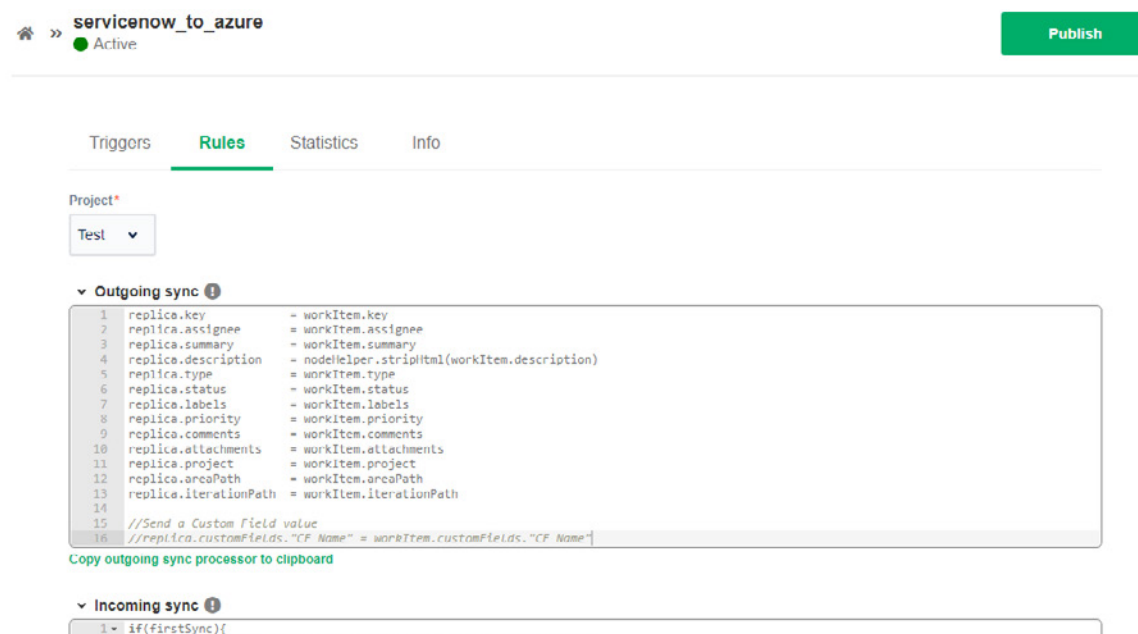 servicenow_to_azure
Active
Publish
Triggers Rules Statistics Info
Project*
Test
Outgoing sync
1 replica.key = workItem.key
2 replica.assignee = workItem.assignee
3 replica.summary = workItem.summary
4 replica.description = nodeHelper.stripHtml(workItem.description)
5 replica.type = workItem.type
6 replica.status = workItem.status
7 replica.labels = workItem.labels
8 replica.priority = workItem.priority
9 replica.comments = workItem.comments
10 replica.attachments = workItem.attachments
11 replica.project = workItem.project
12 replica.areaPath = workItem.areaPath
13 replica.iterationPath = workItem.iterationPath
14
15 //Send a Custom Field value
16 //replica.customFields."CF Name" = workItem.customFields."CF Name"
Copy outgoing sync processor to clipboard
Incoming sync
1 if(firstSync){